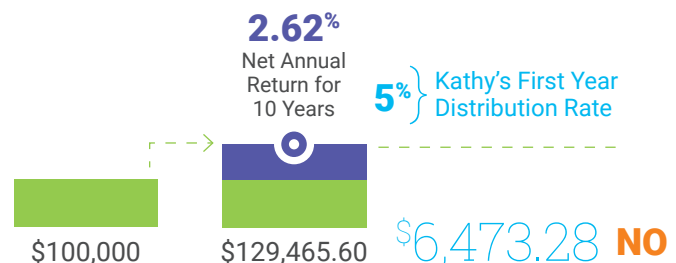 2.62%
Net Annual
Return for
10 Years
5% } Kathy's First Year
Distribution Rate
$100,000
$129,465.60
$6,473.28 NO